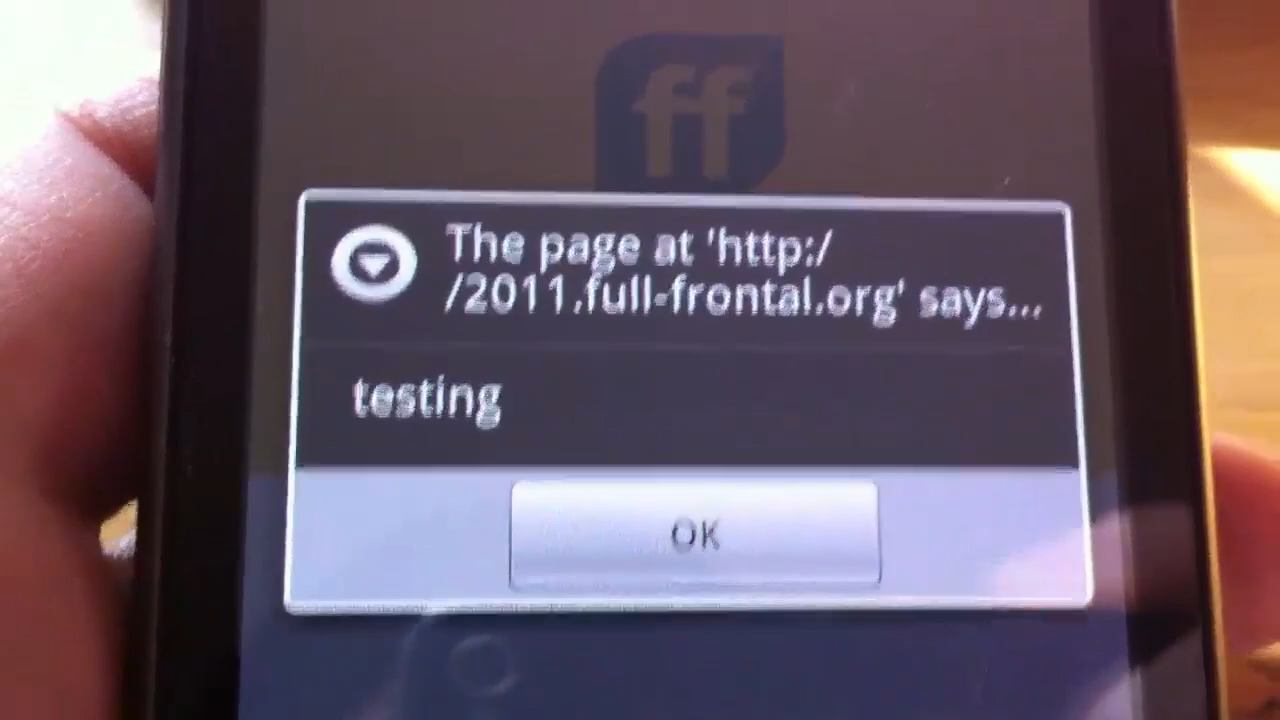 ff
The page at 'http:/
/2011.full-frontal.org' says...
testing
OK